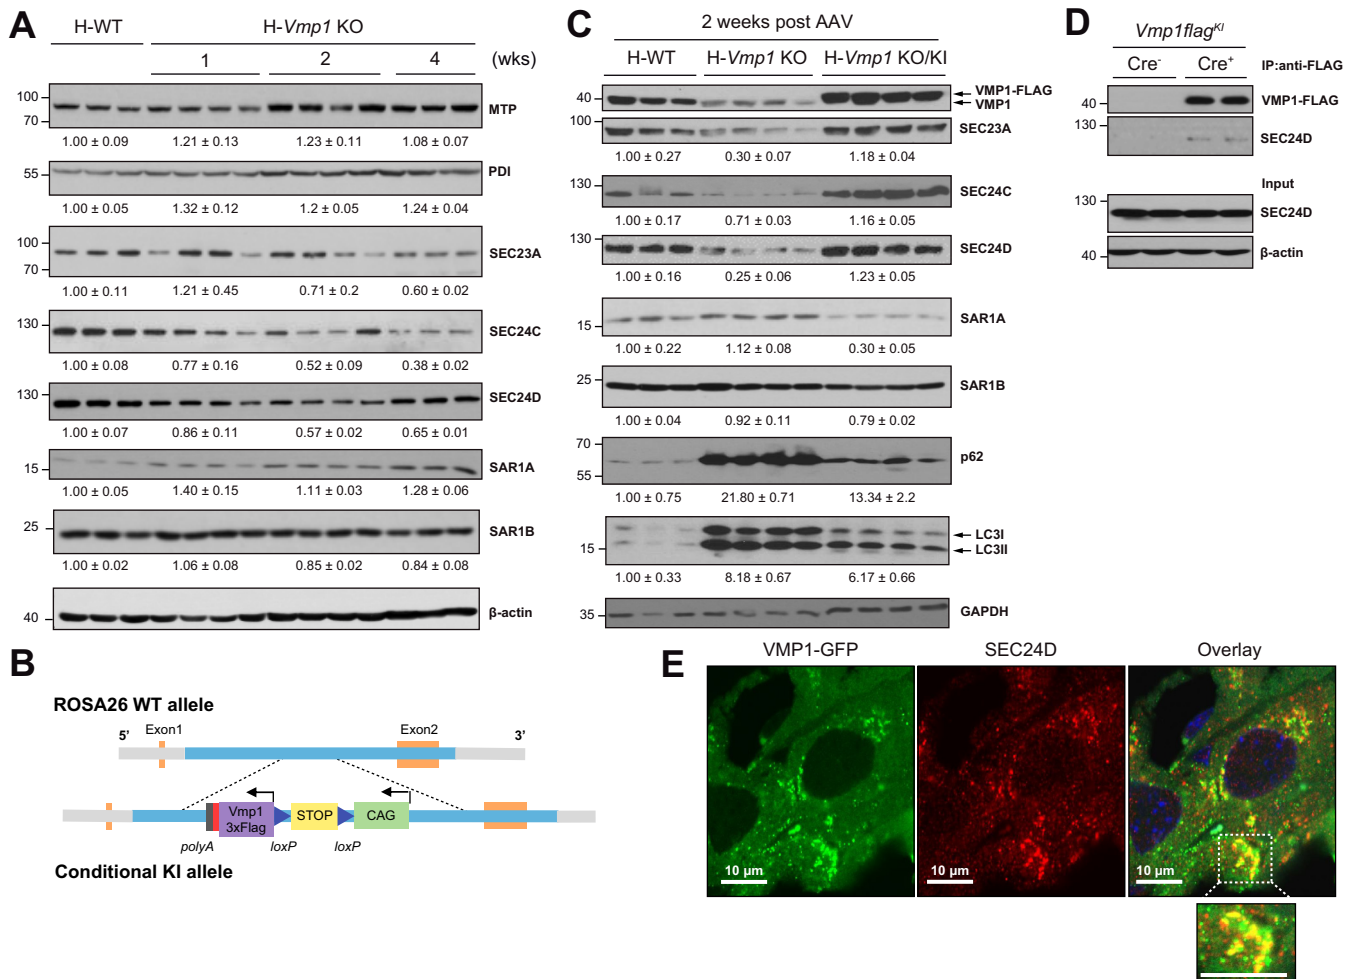 A
H-WT
H-Vmp1 KO
1
2
4
(wks)
100
70
MTP
1.00 ± 0.09
1.21 ± 0.13
1.23 ± 0.11
1.08 ± 0.07
55
PDI
1.00 ± 0.05
1.32 ± 0.12
1.2 ± 0.05
1.24 ± 0.04
100
70
SEC23A
1.00 ± 0.11
1.21 ± 0.45
0.71 ± 0.2
0.60 ± 0.02
130
SEC24C
1.00 ± 0.08
0.77 ± 0.16
0.52 ± 0.09
0.38 ± 0.02
130
SEC24D
1.00 ± 0.07
0.86 ± 0.11
0.57 ± 0.02
0.65 ± 0.01
15
SAR1A
1.00 ± 0.05
1.40 ± 0.15
1.11 ± 0.03
1.28 ± 0.06
25
SAR1B
1.00 ± 0.02
1.06 ± 0.08
0.85 ± 0.02
0.84 ± 0.08
40
β-actin
B
ROSA26 WT allele
5’
Exon1
Exon2
3’
Vmp1
3xFlag
STOP
CAG
polyA
loxP
loxP
Conditional KI allele
C
2 weeks post AAV
H-WT
H-Vmp1 KO
H-Vmp1 KO/KI
40
VMP1-FLAG
VMP1
100
SEC23A
1.00 ± 0.27
0.30 ± 0.07
1.18 ± 0.04
130
SEC24C
1.00 ± 0.17
0.71 ± 0.03
1.16 ± 0.05
130
SEC24D
1.00 ± 0.16
0.25 ± 0.06
1.23 ± 0.05
15
SAR1A
1.00 ± 0.22
1.12 ± 0.08
0.30 ± 0.05
25
SAR1B
1.00 ± 0.04
0.92 ± 0.11
0.79 ± 0.02
70
55
p62
1.00 ± 0.75
21.80 ± 0.71
13.34 ± 2.2
15
LC3I
LC3II
1.00 ± 0.33
8.18 ± 0.67
6.17 ± 0.66
35
GAPDH
D
Vmp1flagKI
Cre-
Cre+
IP:anti-FLAG
40
VMP1-FLAG
130
SEC24D
Input
130
SEC24D
40
β-actin
E
VMP1-GFP
SEC24D
Overlay
10 µm
10 µm
10 µm